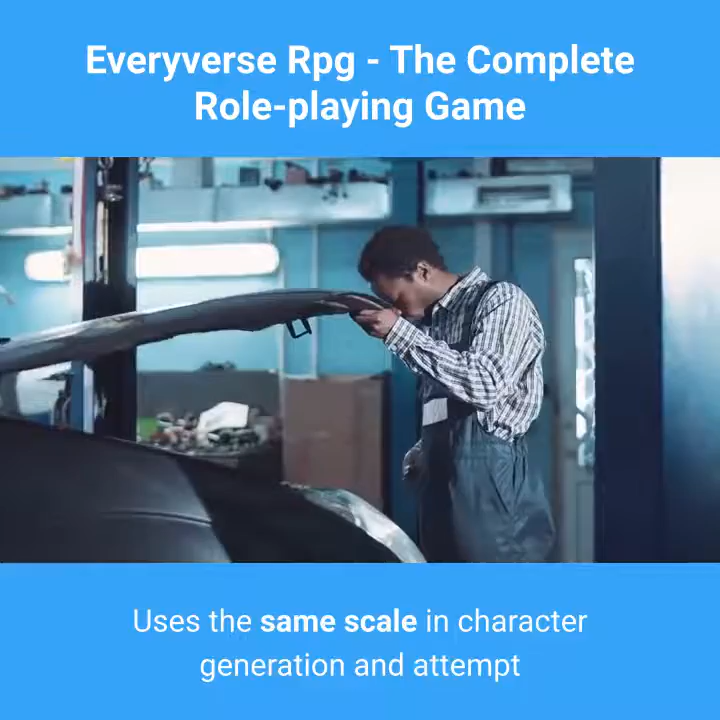 Everyverse Rpg - The Complete
Role-playing Game
Uses the same scale in character
generation and attempt